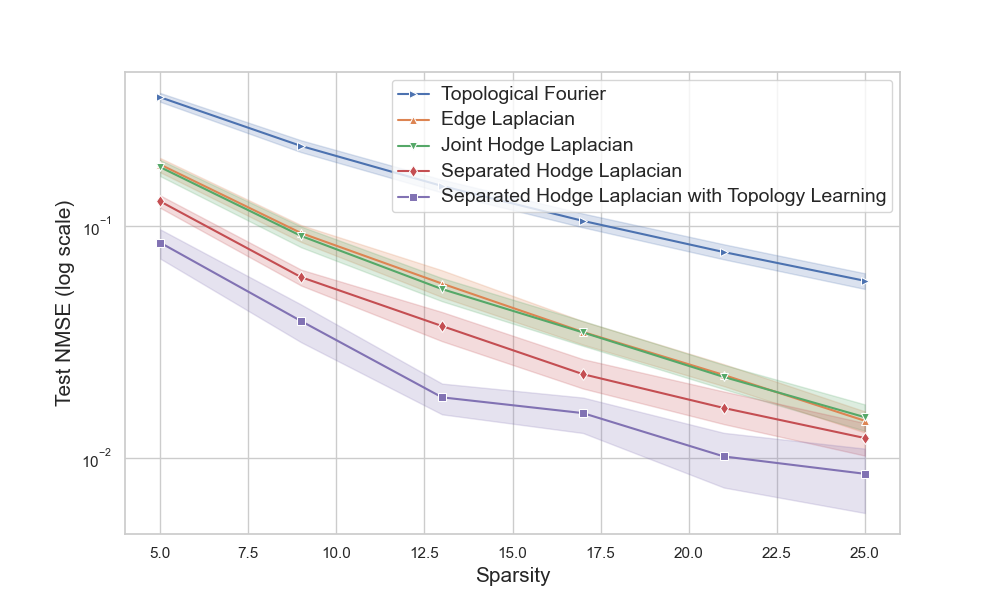 Topological Fourier
Edge Laplacian
Joint Hodge Laplacian
Separated Hodge Laplacian
Separated Hodge Laplacian with Topology Learning
Test NMSE (log scale)
10⁻¹
10⁻²
5.0 7.5 10.0 12.5 15.0 17.5 20.0 22.5 25.0
Sparsity